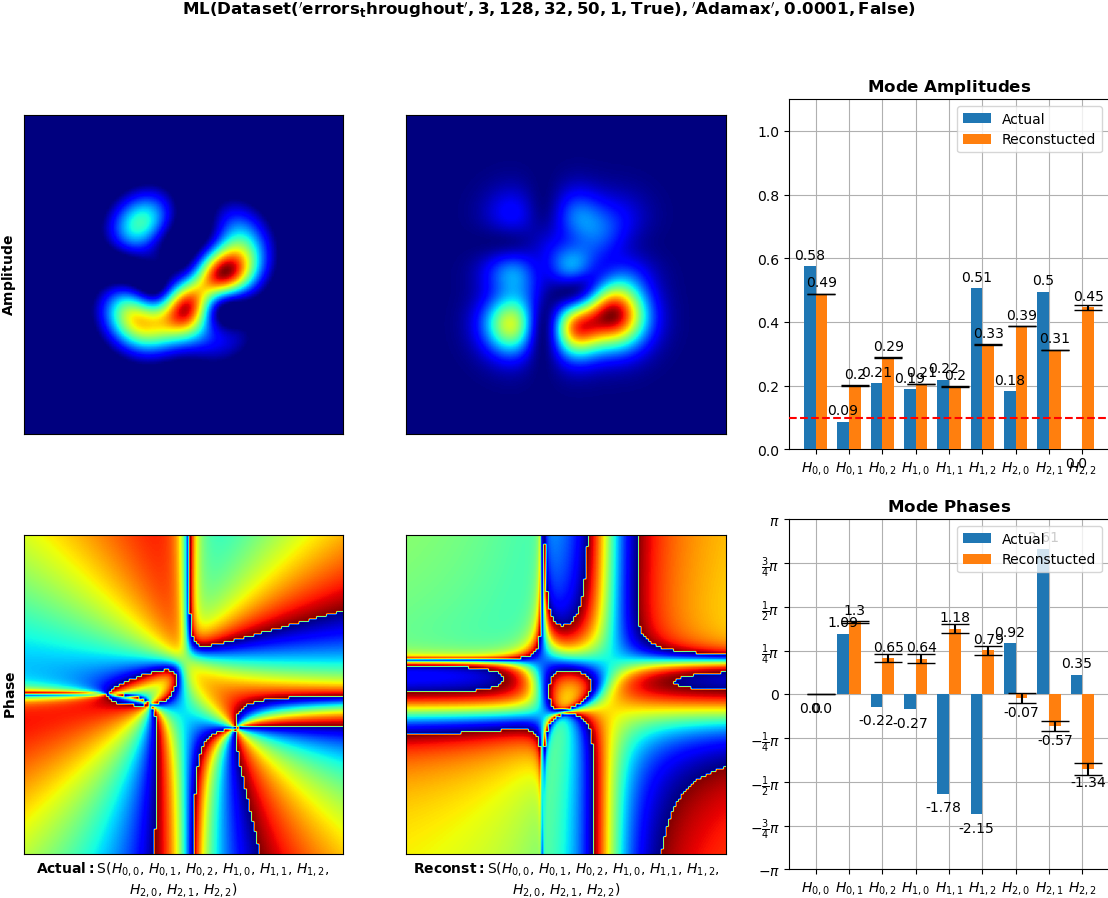 ML(Dataset('errors_throughout', 3, 128, 32, 50, 1, True), 'Adamax', 0.0001, False)
Amplitude
Mode Amplitudes
Actual
Reconstucted
1.0
0.8
0.6
0.4
0.2
0.0
0.58
0.49
0.09
0.2
0.21
0.29
0.19
0.21
0.22
0.2
0.51
0.33
0.18
0.39
0.5
0.31
0.0
0.45
H0,0 H0,1 H0,2 H1,0 H1,1 H1,2 H2,0 H2,1 H2,2
Phase
Actual: S(H0,0, H0,1, H0,2, H1,0, H1,1, H1,2,
H2,0, H2,1, H2,2)
Reconst: S(H0,0, H0,1, H0,2, H1,0, H1,1, H1,2,
H2,0, H2,1, H2,2)
Mode Phases
Actual
Reconstucted
π
3/4π
1/2π
1/4π
0
−1/4π
−1/2π
−3/4π
−π
0.0
1.09
1.3
-0.22
0.65
-0.27
0.64
-1.78
1.18
-2.15
0.79
0.92
-0.07
-0.57
0.35
-1.34
H0,0 H0,1 H0,2 H1,0 H1,1 H1,2 H2,0 H2,1 H2,2